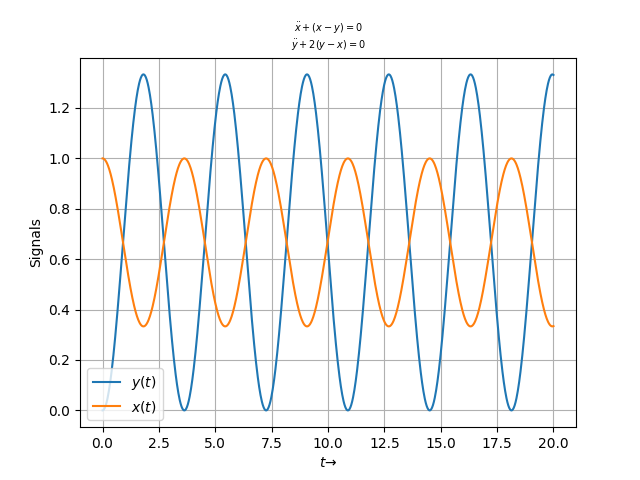 ẍ + (x − y) = 0
ÿ + 2(y − x) = 0
Signals
1.2
1.0
0.8
0.6
0.4
0.2
0.0
y(t)
x(t)
0.0 2.5 5.0 7.5 10.0 12.5 15.0 17.5 20.0
t→